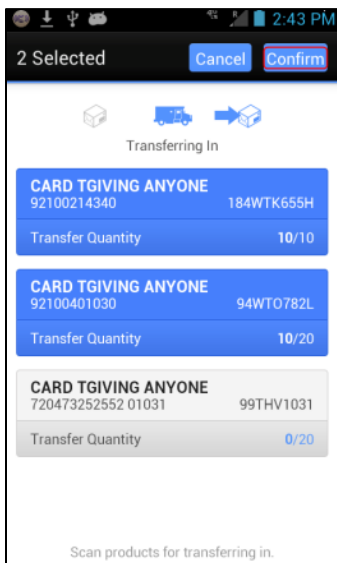 2:43 PM
2 Selected Cancel Confirm
Transferring In
CARD TGIVING ANYONE
92100214340 184WTK655H
Transfer Quantity 10/10
CARD TGIVING ANYONE
92100401030 94WTO782L
Transfer Quantity 10/20
CARD TGIVING ANYONE
720473252552 01031 99THV1031
Transfer Quantity 0/20
Scan products for transferring in.